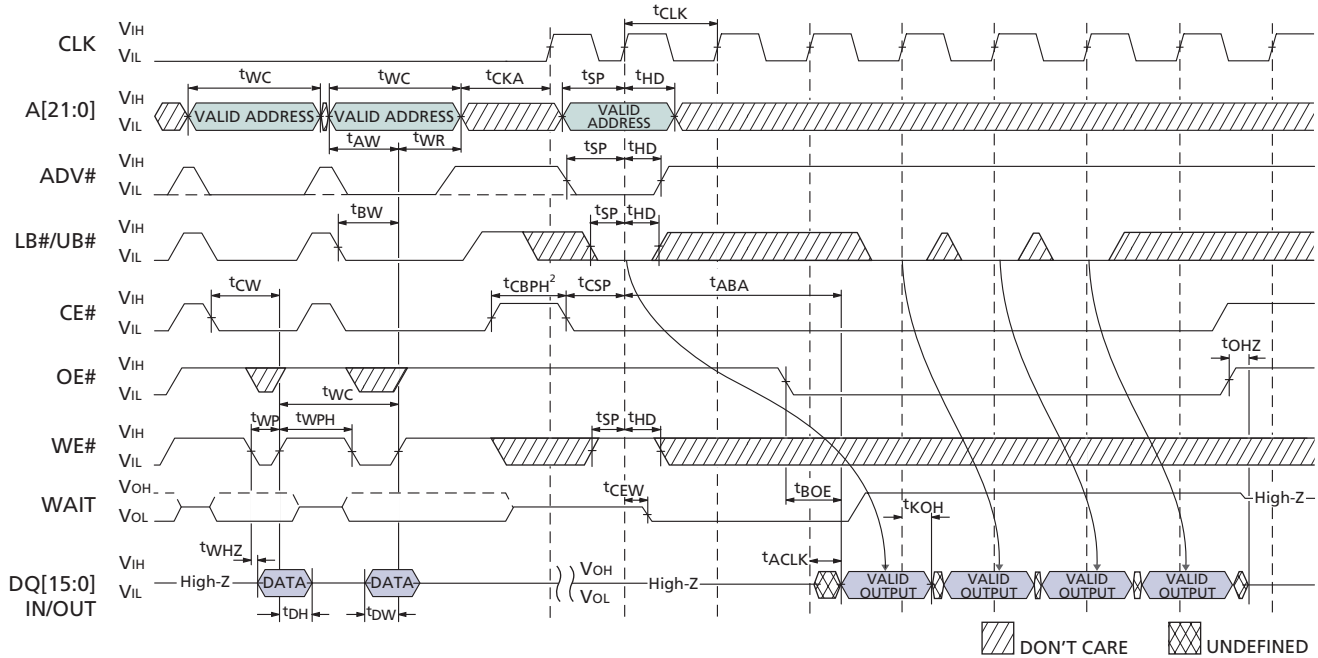 tCLK
CLK VIH
VIL
tWC tWC tCKA tSP tHD
A[21:0] VIH
VIL
VALID ADDRESS VALID ADDRESS VALID
ADDRESS
tAW tWR
ADV# VIH
VIL
tSP tHD
LB#/UB# VIH
VIL
tBW tSP tHD
CE# VIH
VIL
tCW tCBPH2 tCSP tABA
OE# VIH
VIL
tOHZ
tWC
WE# VIH
VIL
tWP tWPH tSP tHD
WAIT VOH
VOL
tCEW tBOE tKOH High-Z
tWHZ tACLK
DQ[15:0]
IN/OUT
VIH
VIL
High-Z DATA DATA VOH
VOL
High-Z VALID
OUTPUT
VALID
OUTPUT
VALID
OUTPUT
VALID
OUTPUT
tDH tDW
DON'T CARE UNDEFINED